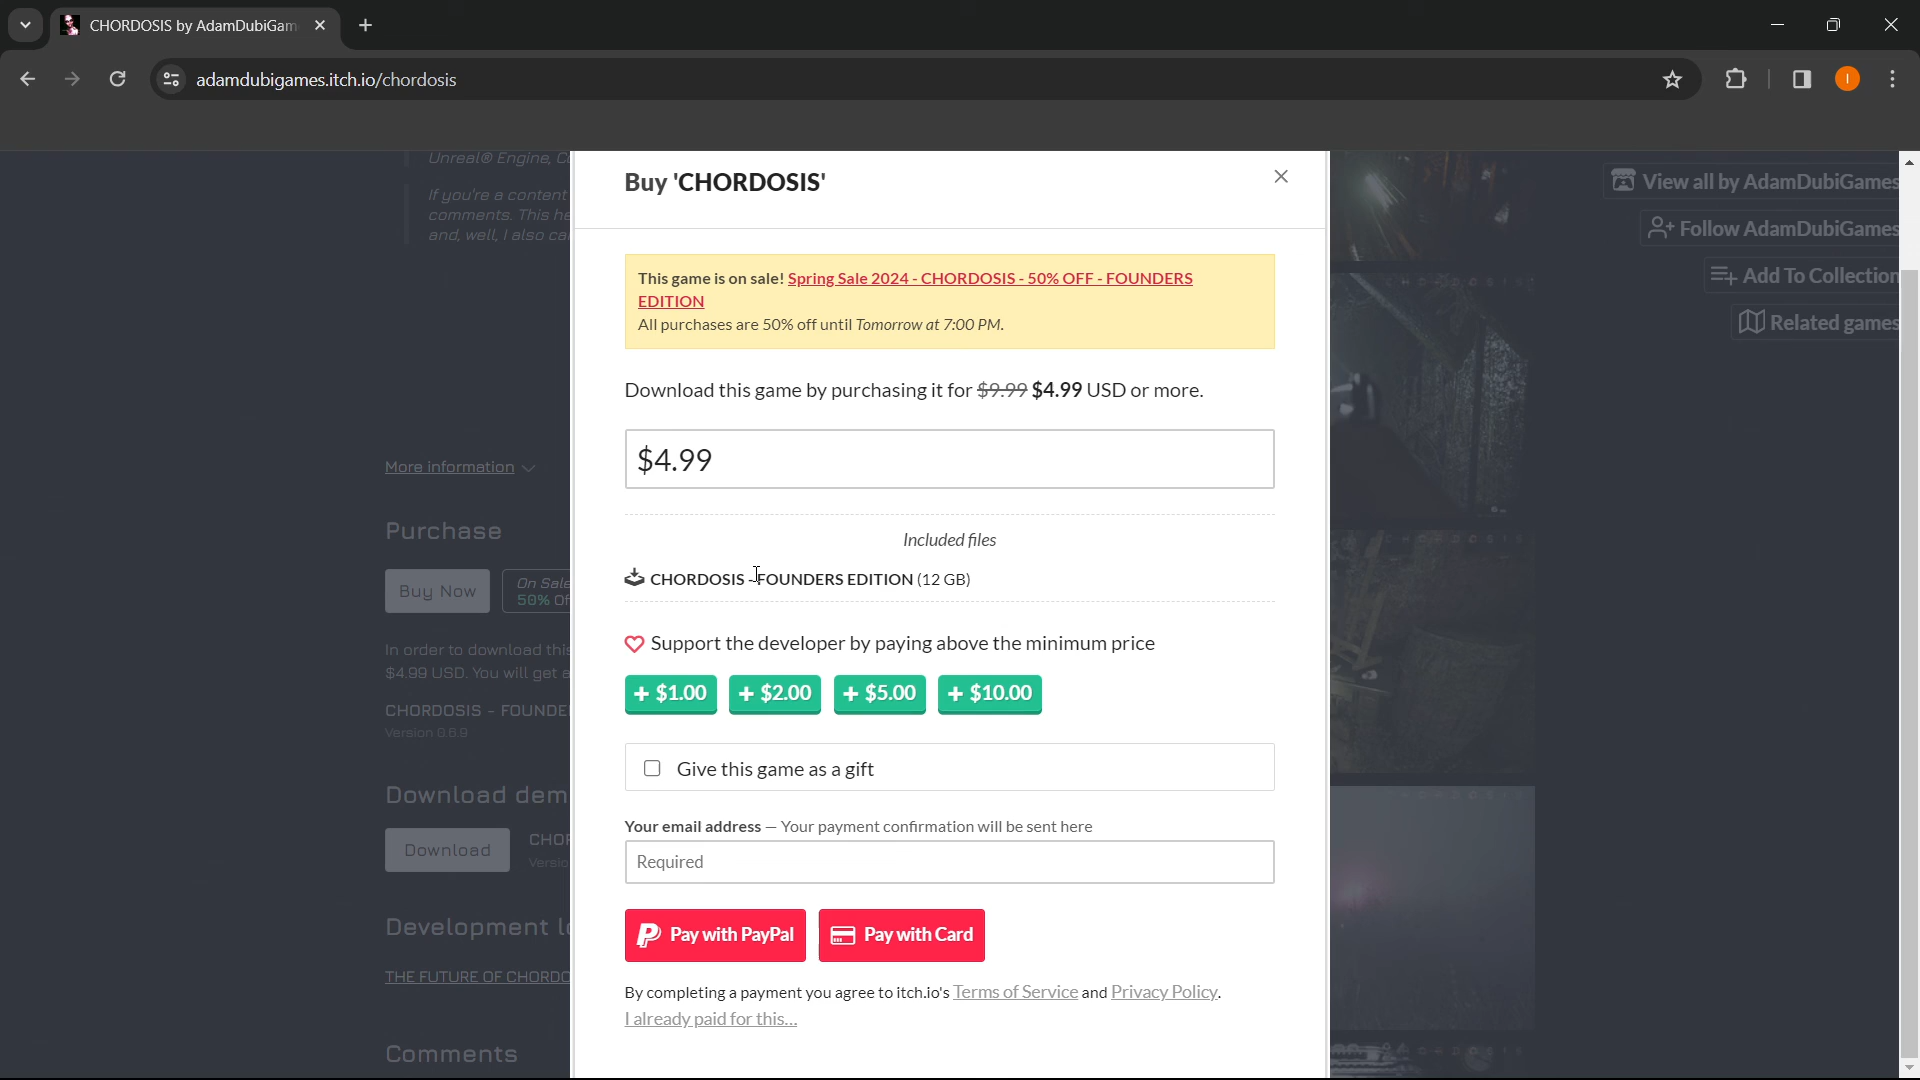 CHORDOSIS by AdamDubiGam
adamdubigames.itch.io/chordosis
I
Unreal® Engine, C
If you're a content
comments. This he
and, well, I also ca
View all by AdamDubiGames
Follow AdamDubiGames
Add To Collection
Related games
Buy 'CHORDOSIS'
This game is on sale! Spring Sale 2024 - CHORDOSIS - 50% OFF - FOUNDERS
EDITION
All purchases are 50% off until Tomorrow at 7:00 PM.
Download this game by purchasing it for $9.99 $4.99 USD or more.
$4.99
Included files
CHORDOSIS - FOUNDERS EDITION (12 GB)
Support the developer by paying above the minimum price
+ $1.00 + $2.00 + $5.00 + $10.00
Give this game as a gift
Your email address — Your payment confirmation will be sent here
Required
Pay with PayPal Pay with Card
By completing a payment you agree to itch.io's Terms of Service and Privacy Policy.
I already paid for this...
More information
Purchase
Buy Now On Sale
50% Of
In order to download this
$4.99 USD. You will get a
CHORDOSIS - FOUNDE
Version 0.6.9
Download dem
Download CHOR
Versio
Development lo
THE FUTURE OF CHORDO
Comments